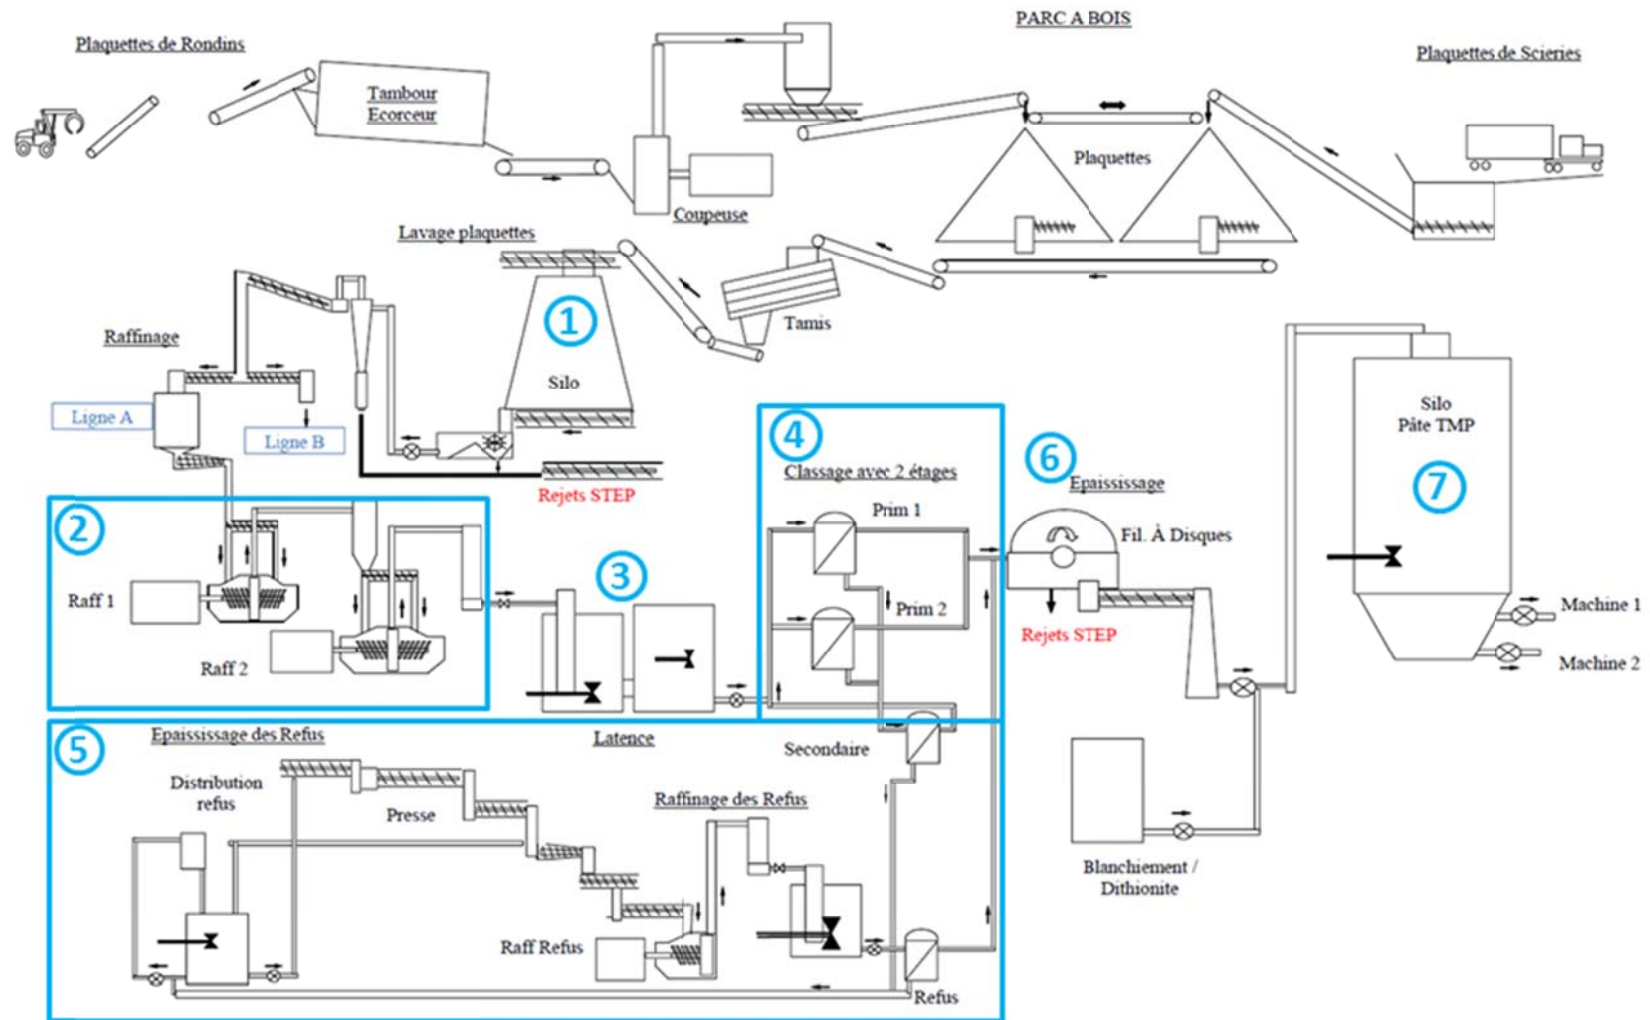 PARC A BOIS
Plaquettes de Rondins
Plaquettes de Scieries
Tambour
Ecorceur
Plaquettes
Coupeuse
Lavage plaquettes
1
Tamis
Raffinage
Silo
Silo
Pâte TMP
Ligne A
Ligne B
4
6
7
Classage avec 2 étages
Epaississage
Rejets STEP
2
Prim 1
Fil. À Disques
3
Raff 1
Prim 2
Machine 1
Rejets STEP
Raff 2
Machine 2
5
Epaississage des Refus
Latence
Secondaire
Distribution
refus
Raffinage des Refus
Presse
Blanchiement /
Dithionite
Raff Refus
Refus